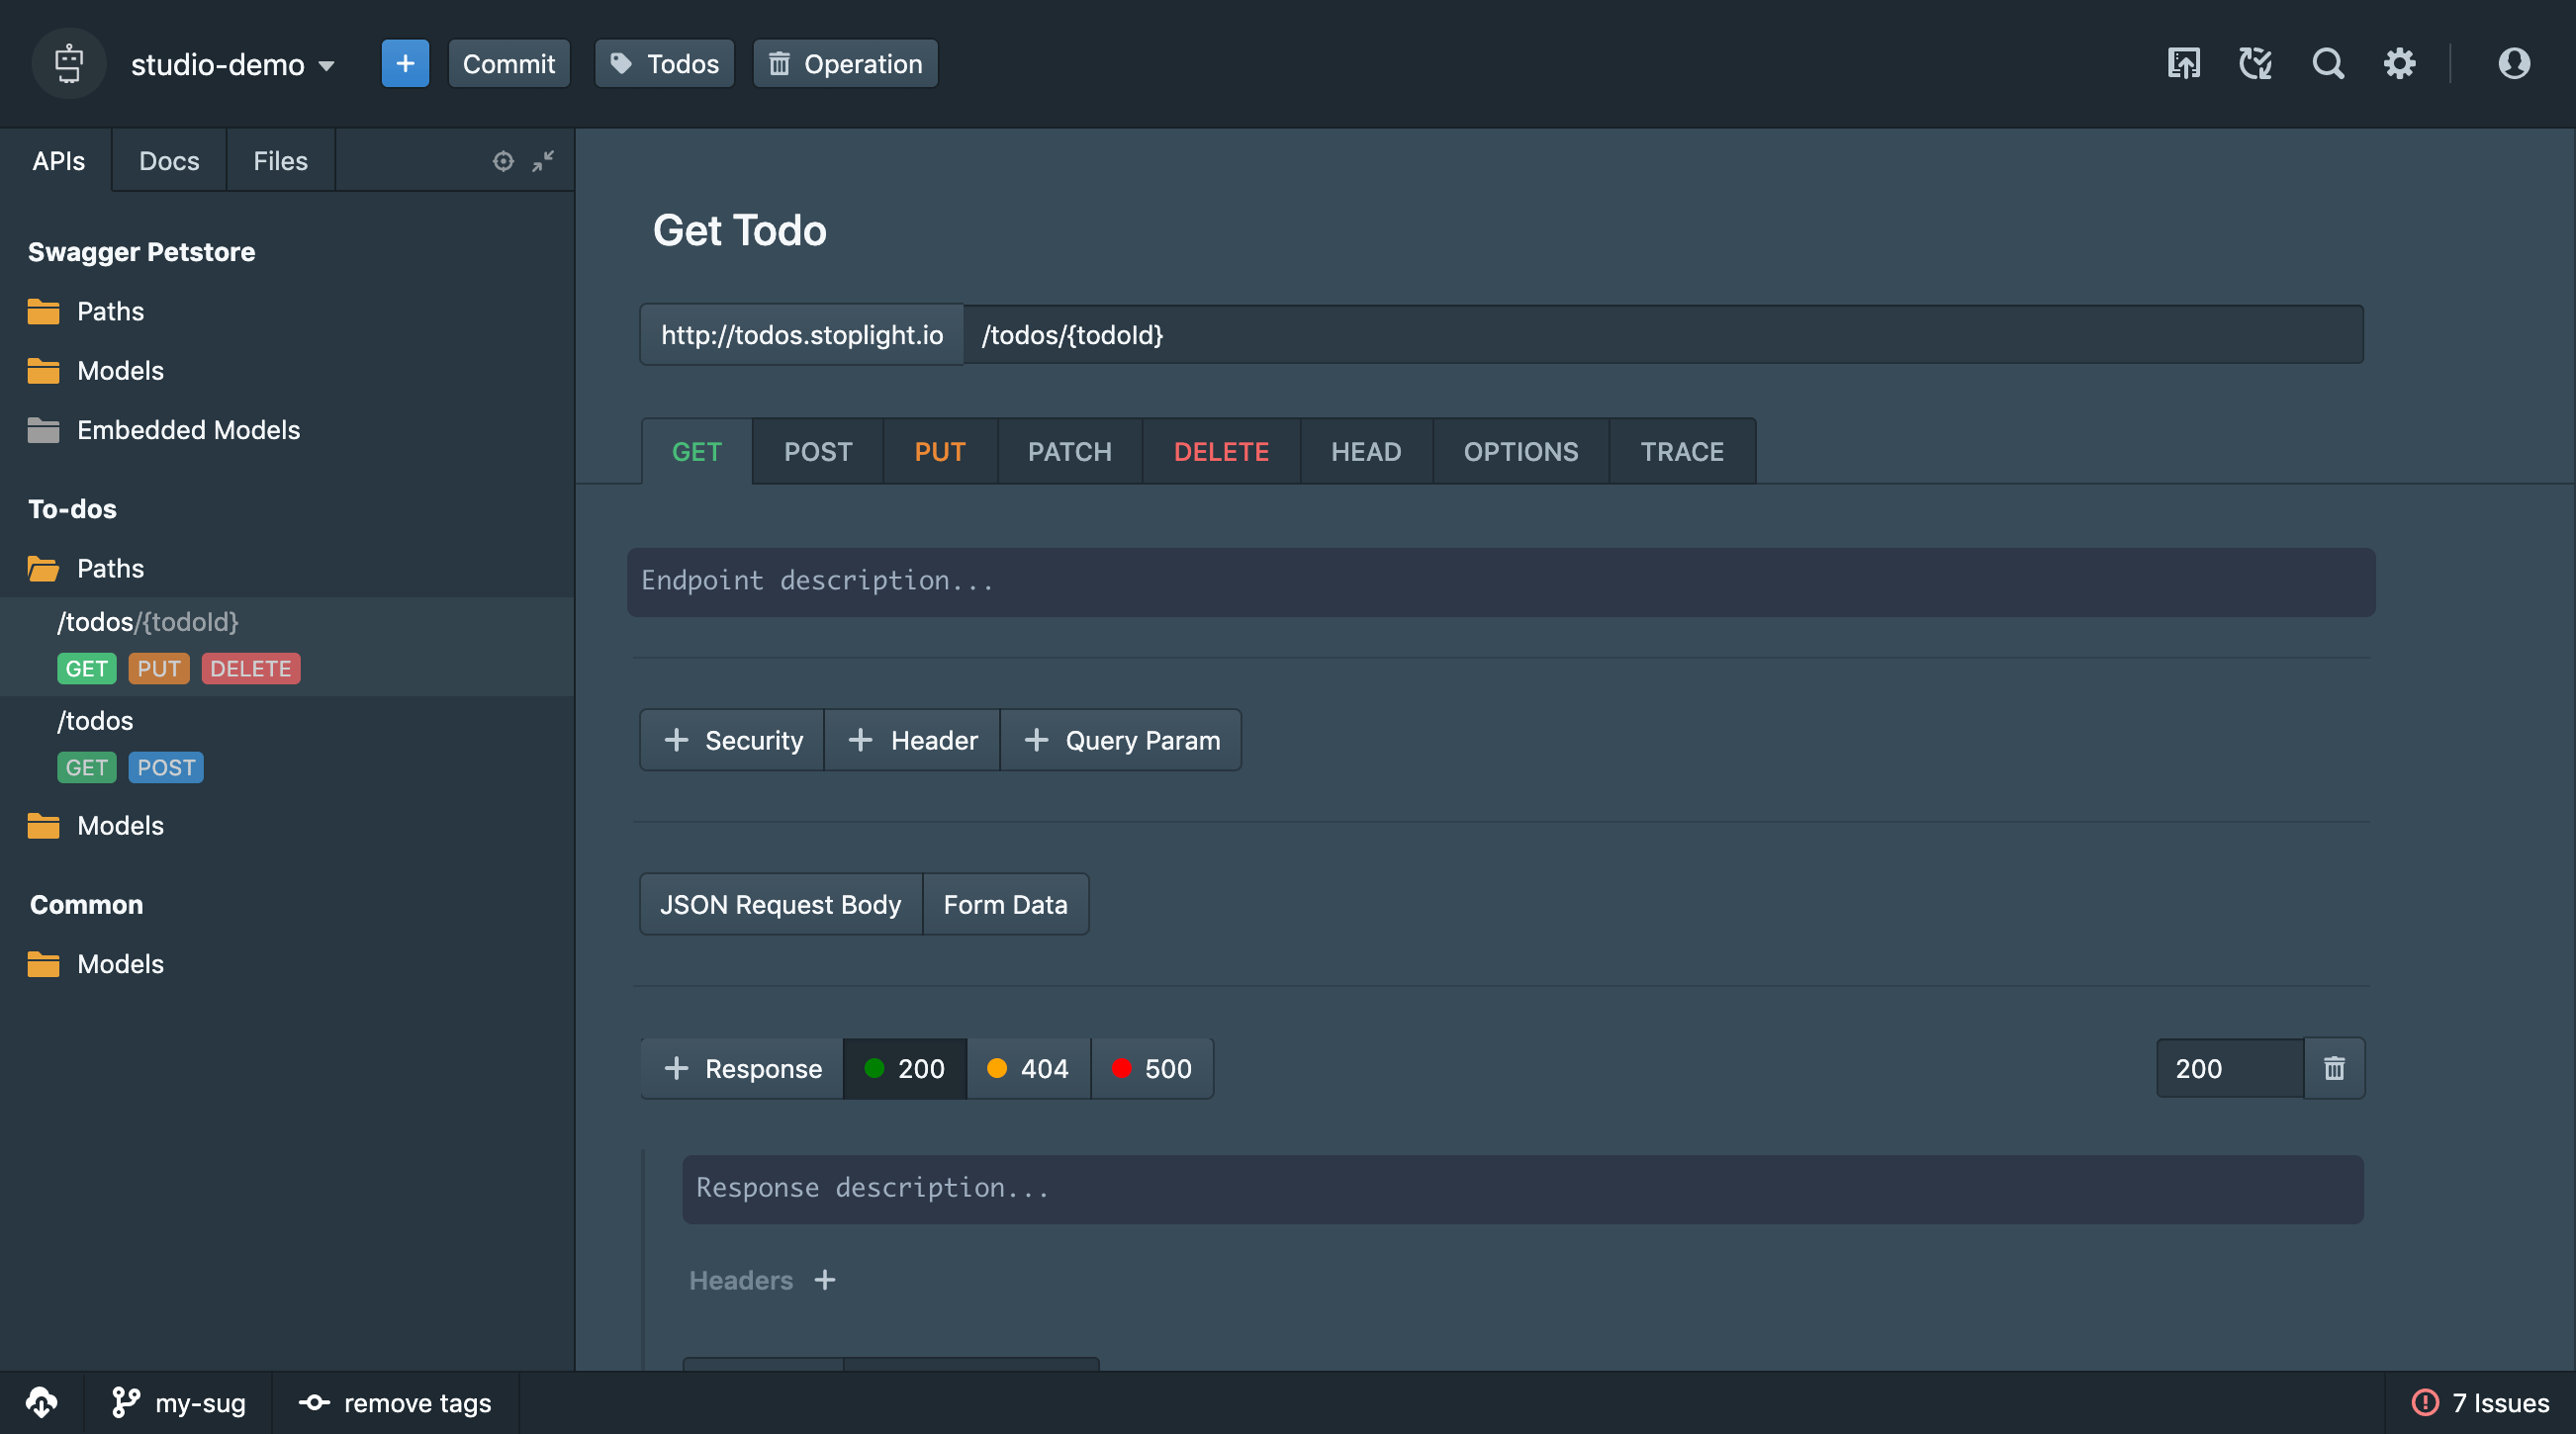 studio-demo
+ Commit Todos Operation
APIs Docs Files
Swagger Petstore
Paths
Models
Embedded Models
To-dos
Paths
/todos/{todoId}
GET PUT DELETE
/todos
GET POST
Models
Common
Models
Get Todo
http://todos.stoplight.io /todos/{todoId}
GET POST PUT PATCH DELETE HEAD OPTIONS TRACE
Endpoint description...
+ Security + Header + Query Param
JSON Request Body Form Data
+ Response 200 404 500 200
Response description...
Headers +
my-sug remove tags 7 Issues